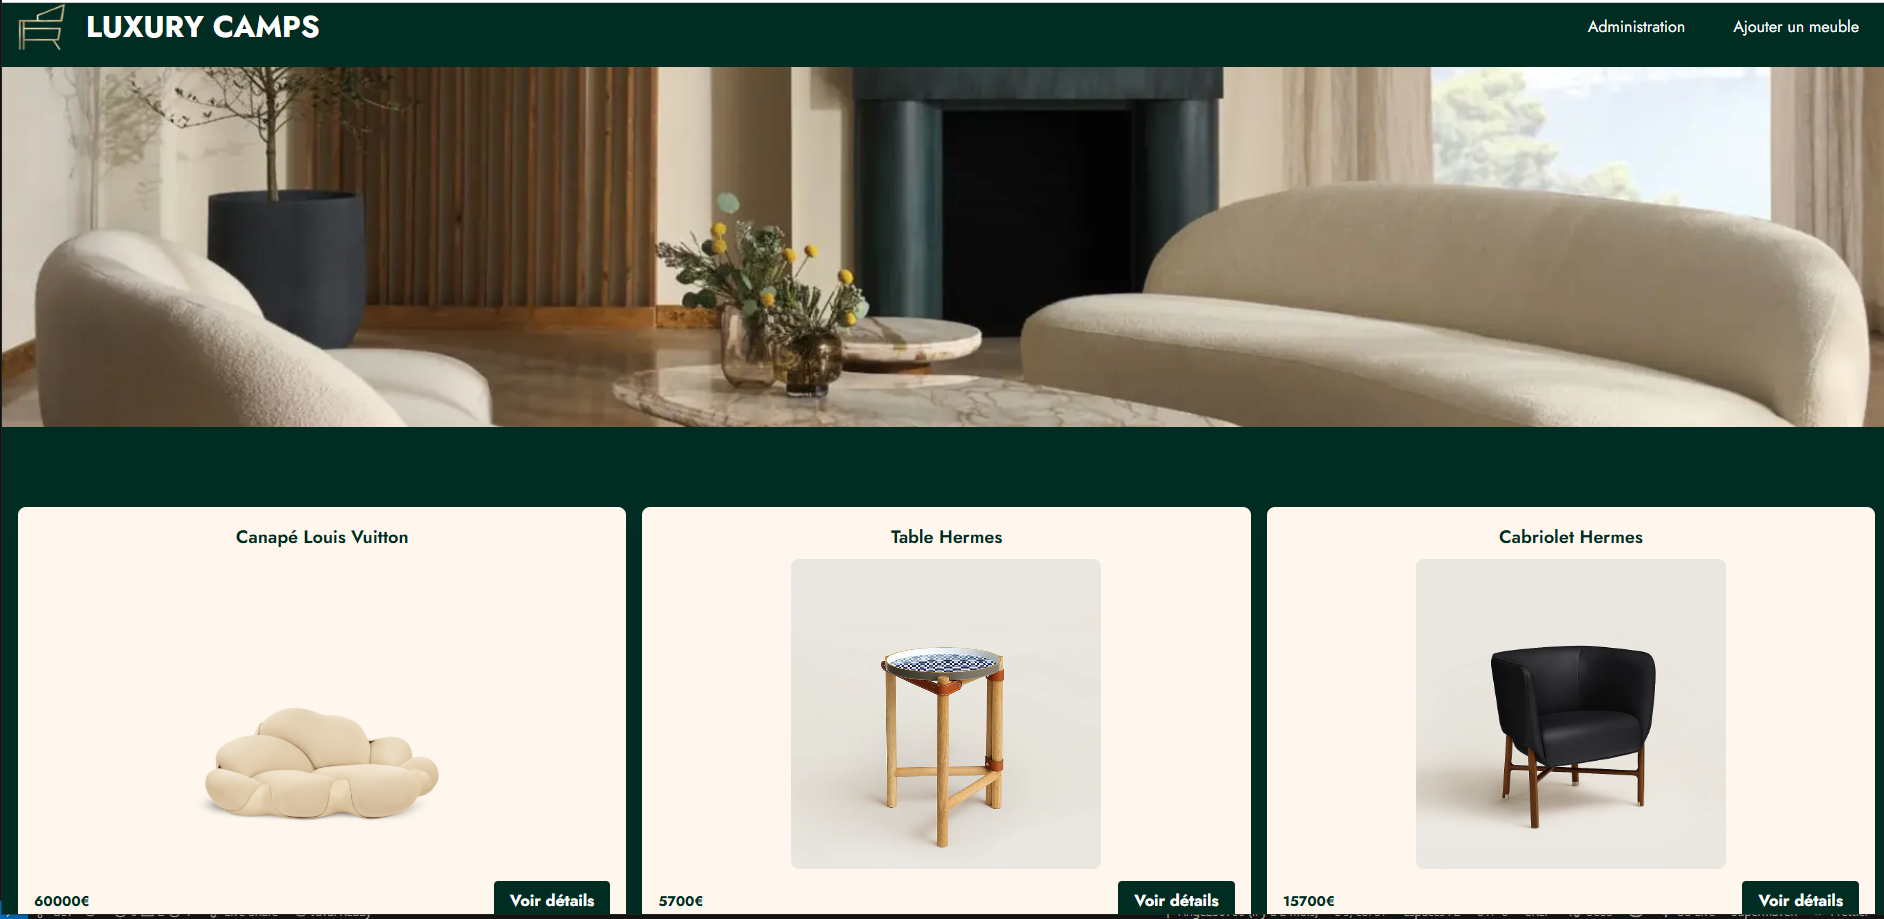 LUXURY CAMPS
Administration
Ajouter un meuble
Canapé Louis Vuitton
Table Hermes
Cabriolet Hermes
60000€
Voir détails
5700€
Voir détails
15700€
Voir détails